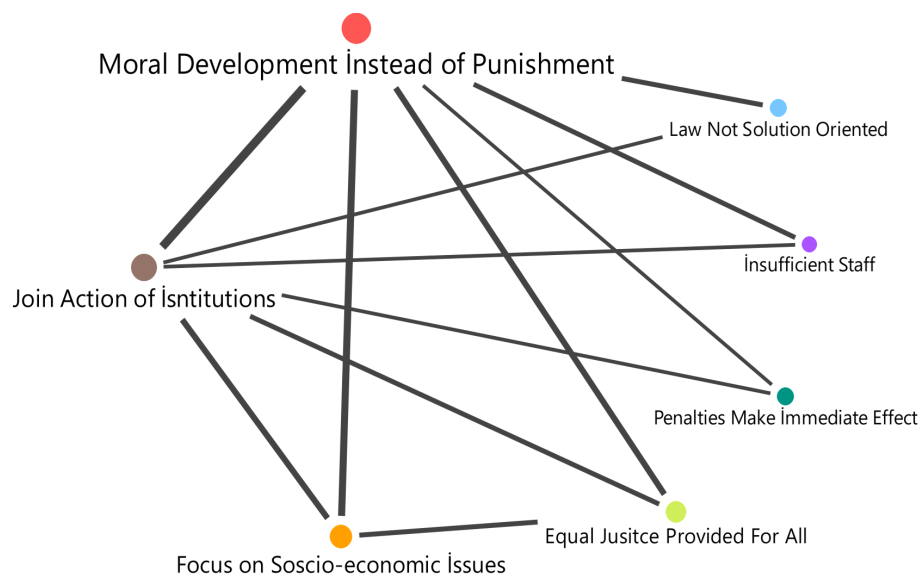 Moral Development İnstead of Punishment
Law Not Solution Oriented
İnsufficient Staff
Join Action of İsntitutions
Penalties Make İmmediate Effect
Equal Jusitce Provided For All
Focus on Soscio-economic İssues